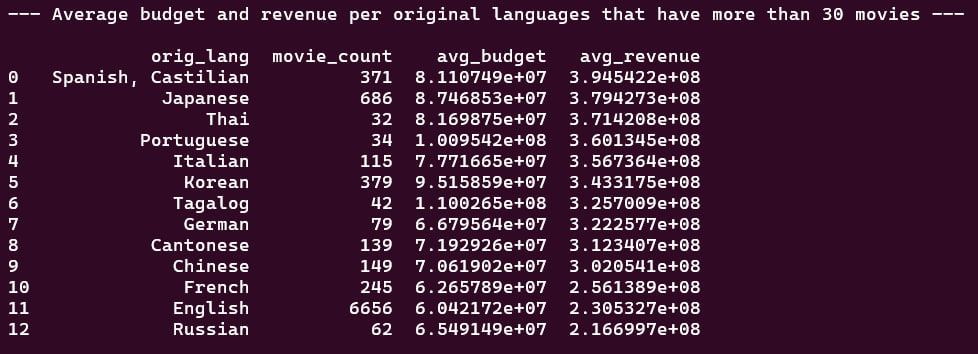 --- Average budget and revenue per original languages that have more than 30 movies ---
orig_lang movie_count avg_budget avg_revenue
0 Spanish, Castilian 371 8.110749e+07 3.945422e+08
1 Japanese 686 8.746853e+07 3.794273e+08
2 Thai 32 8.169875e+07 3.714208e+08
3 Portuguese 34 1.009542e+08 3.601345e+08
4 Italian 115 7.771665e+07 3.567364e+08
5 Korean 379 9.515859e+07 3.433175e+08
6 Tagalog 42 1.100265e+08 3.257009e+08
7 German 79 6.679564e+07 3.222577e+08
8 Cantonese 139 7.192926e+07 3.123407e+08
9 Chinese 149 7.061902e+07 3.020541e+08
10 French 245 6.265789e+07 2.561389e+08
11 English 6656 6.042172e+07 2.305327e+08
12 Russian 62 6.549149e+07 2.166997e+08